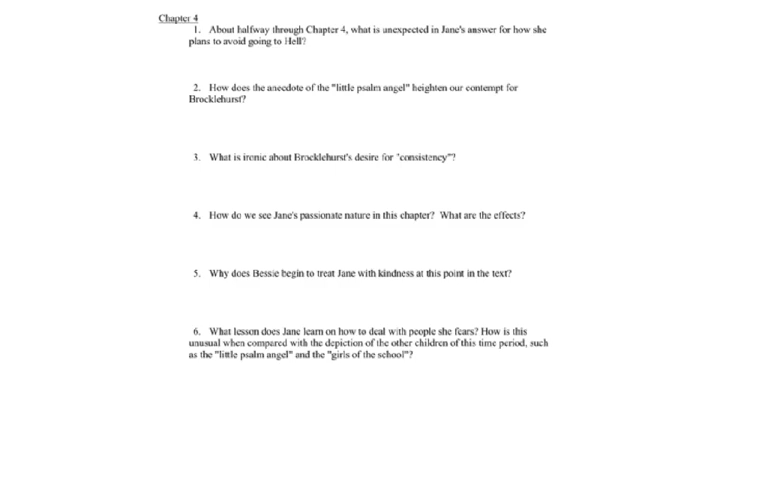 Chapter 4
1. About halfway through Chapter 4, what is unexpected in Jane's answer for how she
plans to avoid going to Hell?
2. How does the anecdote of the "little psalm angel" heighten our contempt for
Brocklehurst?
3. What is ironic about Brocklehurst's desire for "consistency"?
4. How do we see Jane's passionate nature in this chapter? What are the effects?
5. Why does Bessie begin to treat Jane with kindness at this point in the text?
6. What lesson does Jane learn on how to deal with people she fears? How is this
unusual when compared with the depiction of the other children of this time period, such
as the "little psalm angel" and the "girls of the school"?